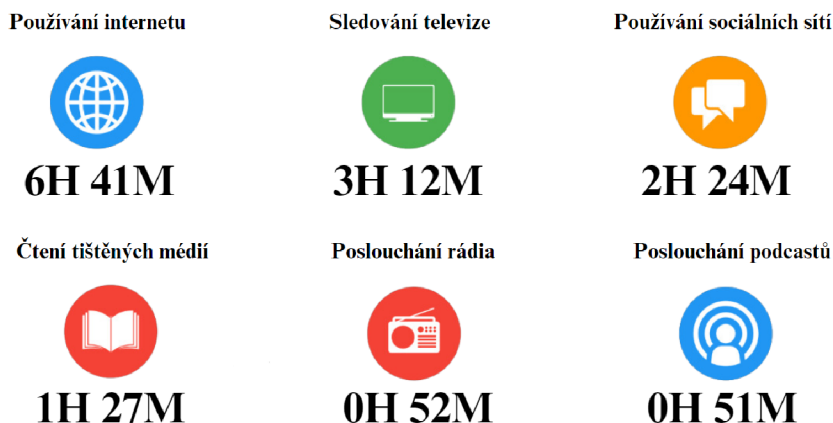 Používání internetu
Sledování televize
Používání sociálních sítí
6H 41M
3H 12M
2H 24M
Čtení tištěných médií
Poslouchání rádia
Poslouchání podcastů
1H 27M
0H 52M
0H 51M